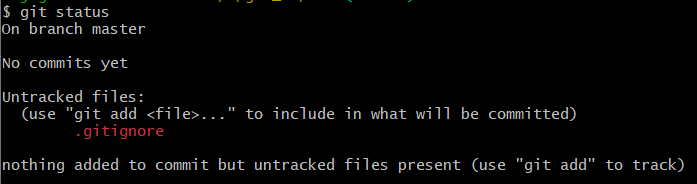 $ git status
On branch master
No commits yet
Untracked files:
(use "git add <file>..." to include in what will be committed)
.gitignore
nothing added to commit but untracked files present (use "git add" to track)